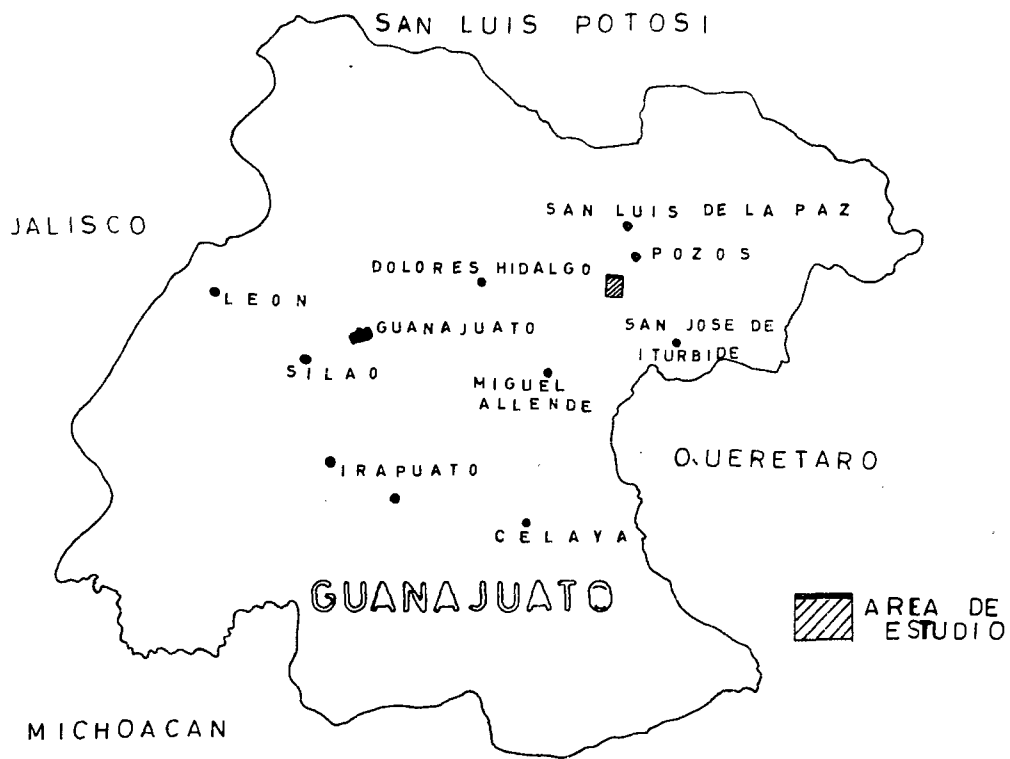 SAN LUIS POTOSI
JALISCO
SAN LUIS DE LA PAZ
POZOS
DOLORES HIDALGO
LEON
GUANAJUATO
SAN JOSE DE
ITURBIDE
SILAO
MIGUEL
ALLENDE
QUERETARO
IRAPUATO
CELAYA
GUANAJUATO
AREA DE
ESTUDIO
MICHOACAN